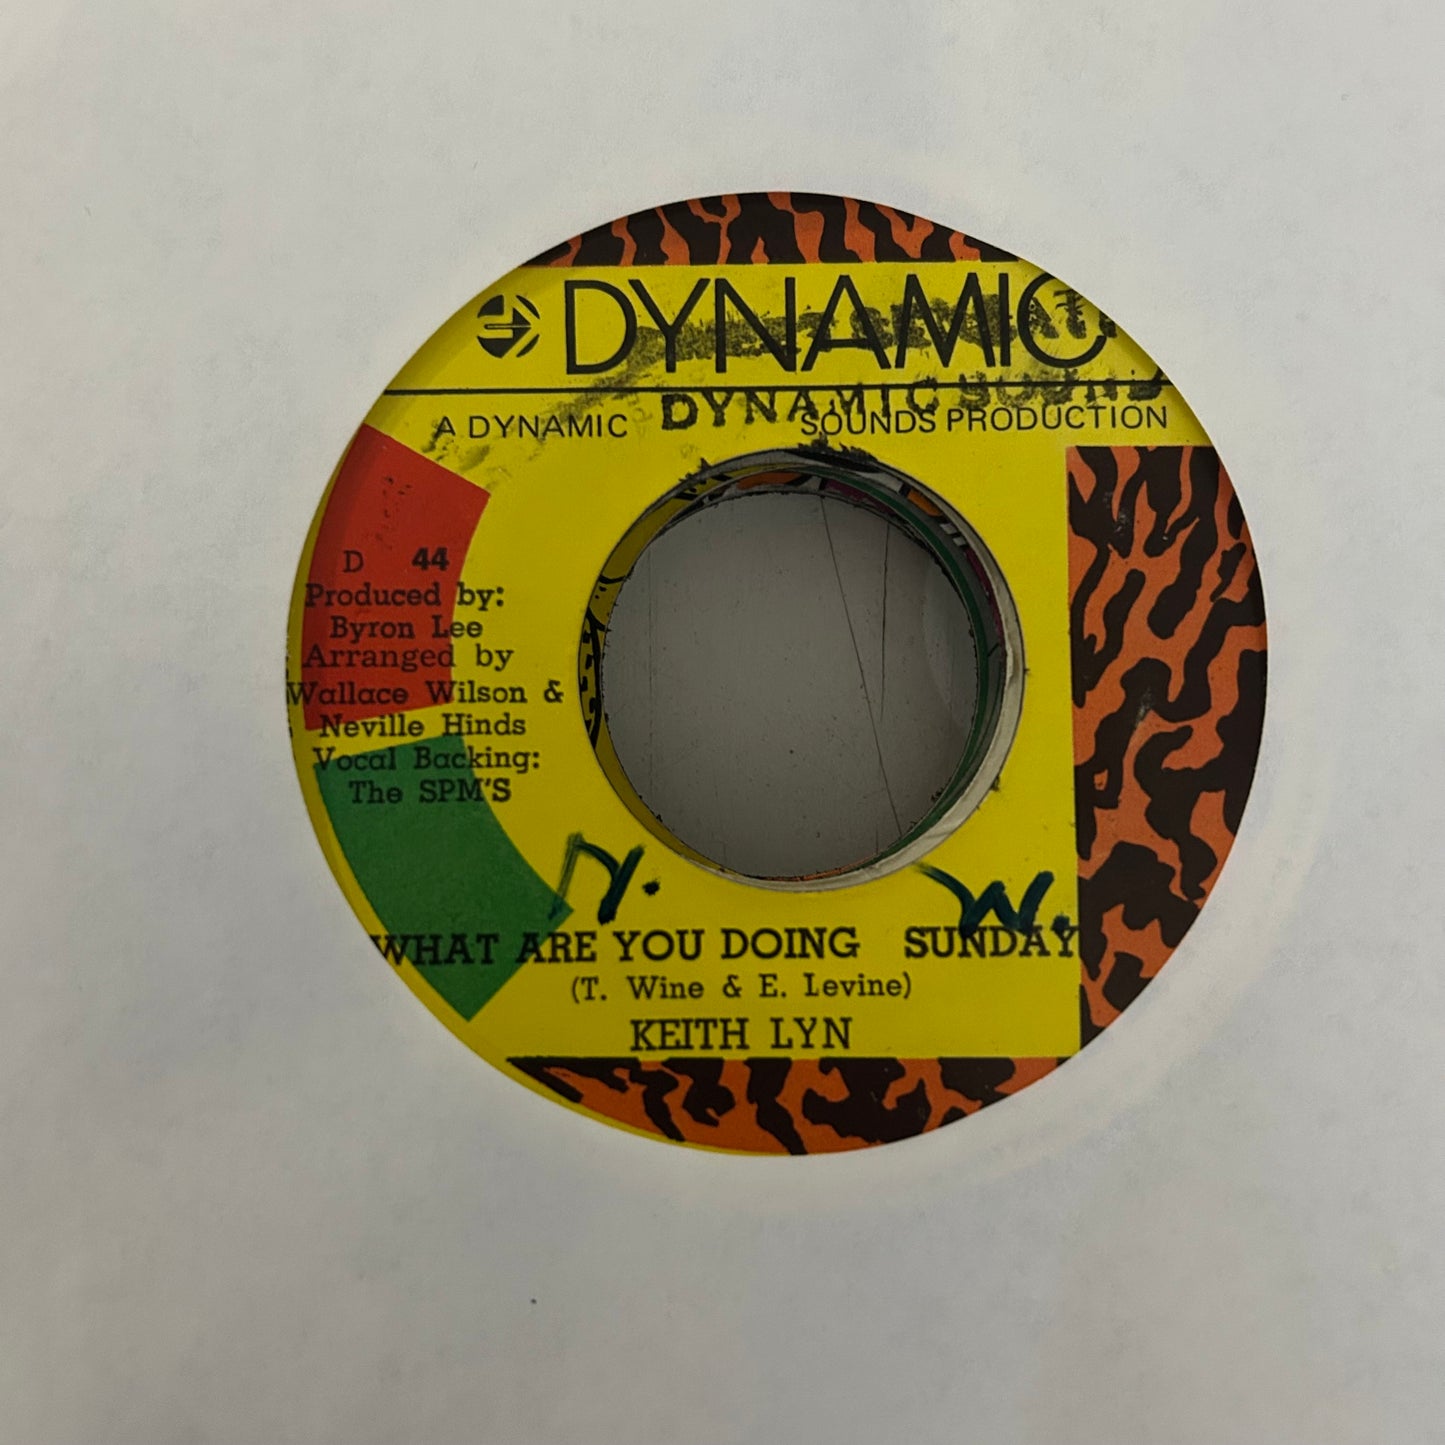 DYNAMIC
DYNAMIC SOUND
A DYNAMIC SOUNDS PRODUCTION
D 44
Produced by:
Byron Lee
Arranged by
Wallace Wilson &
Neville Hinds
Vocal Backing:
The SPM'S
N. W.
WHAT ARE YOU DOING SUNDAY
(T. Wine & E. Levine)
KEITH LYN